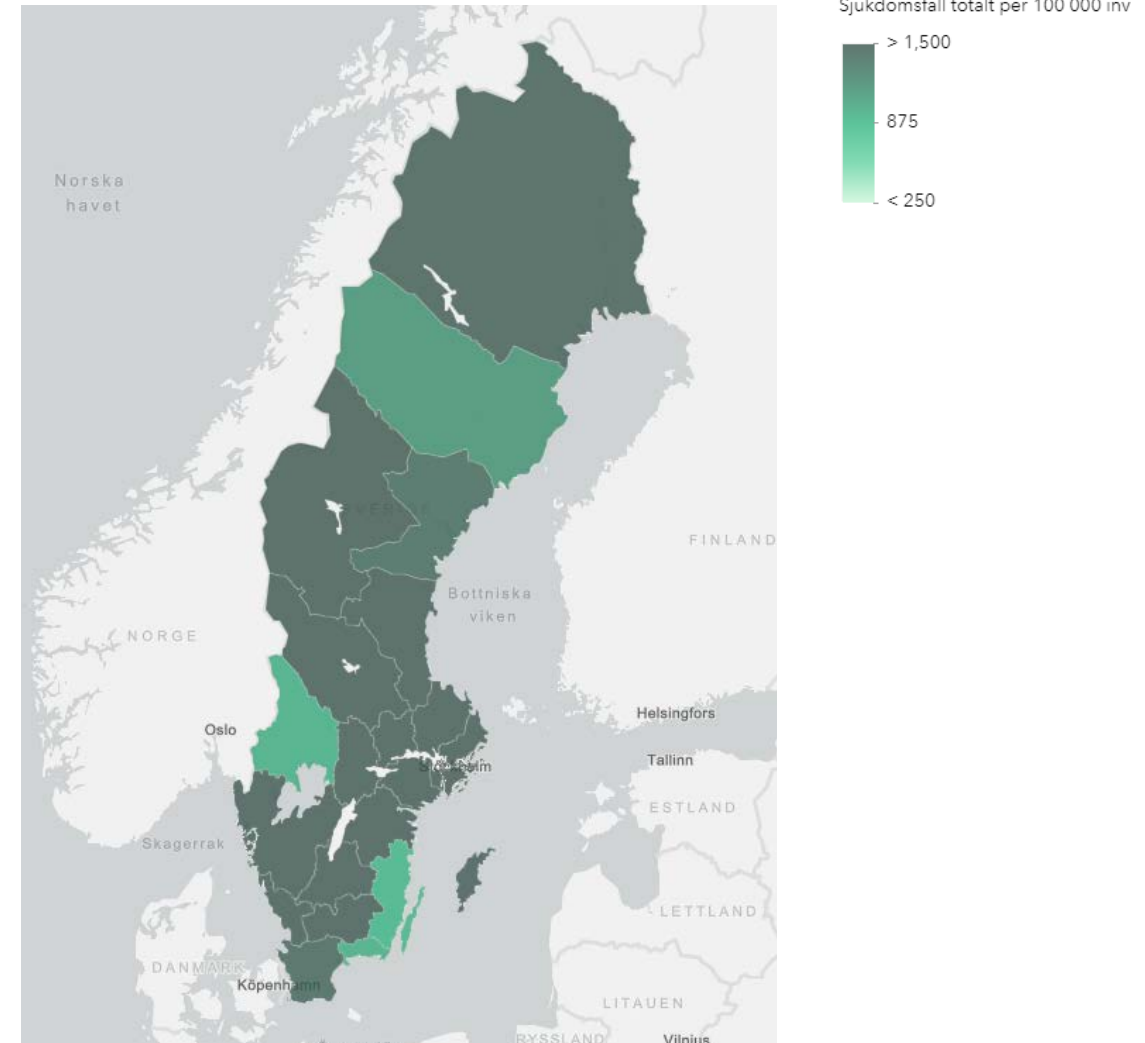 Sjukdomsfall totalt per 100 000 inv
> 1,500
875
< 250
Norska
havet
FINLAND
Bottniska
viken
NORGE
Oslo
Helsingfors
Tallinn
ESTLAND
Skagerrak
LETTLAND
DANMARK
Köpenhamn
LITAUEN
RYSSLAND
Vilnius